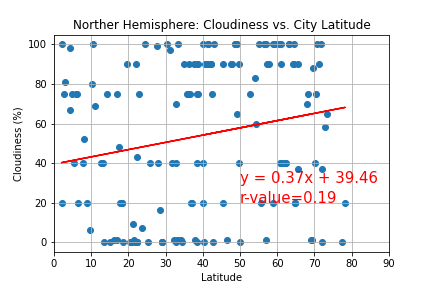 Norther Hemisphere: Cloudiness vs. City Latitude
100
80
60
40
20
0
Cloudiness (%)
y = 0.37x + 39.46
r-value=0.19
0 10 20 30 40 50 60 70 80 90
Latitude